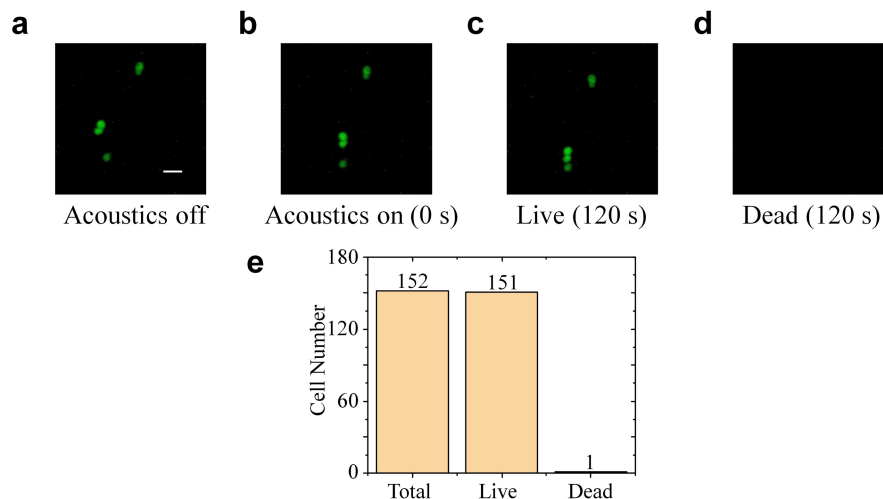 a
b
c
d
Acoustics off
Acoustics on (0 s)
Live (120 s)
Dead (120 s)
e
180
120
60
0
Cell Number
152
151
1
Total
Live
Dead